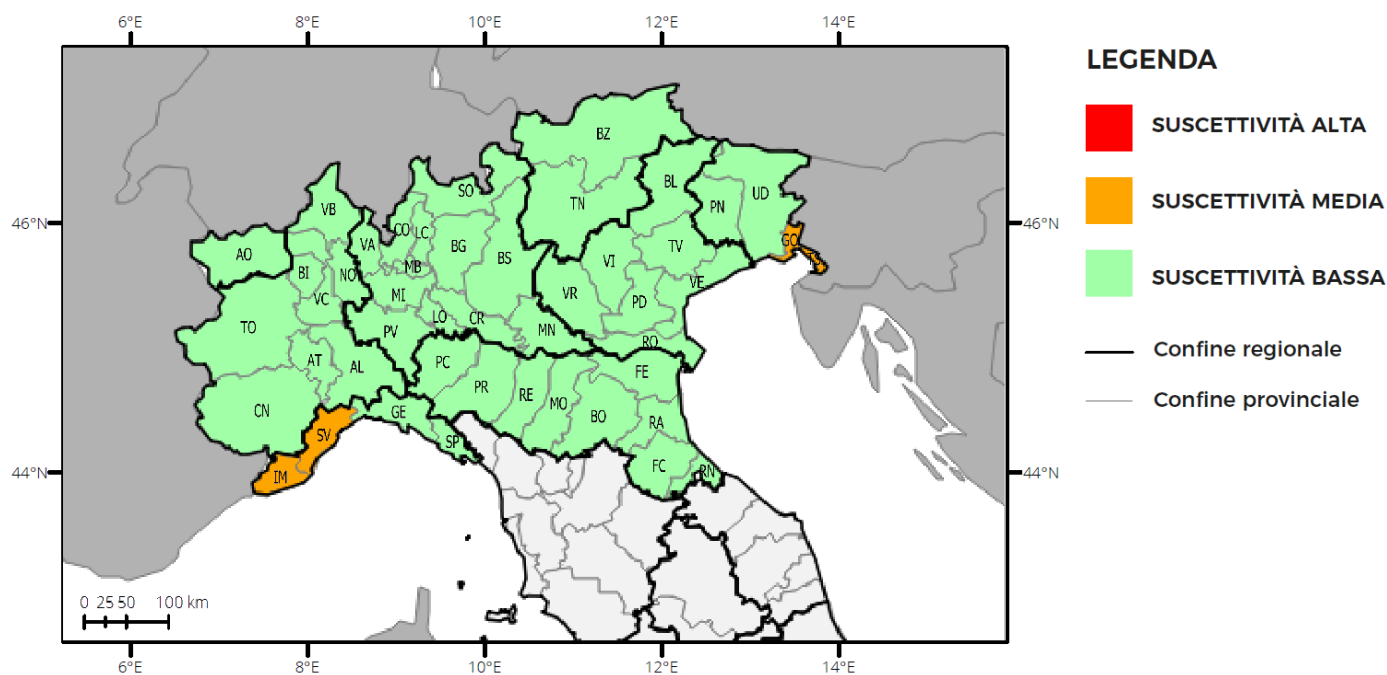 6°E 8°E 10°E 12°E 14°E
LEGENDA
SUSCETTIVITÀ ALTA
SUSCETTIVITÀ MEDIA
SUSCETTIVITÀ BASSA
Confine regionale
Confine provinciale
BZ
SO BL UD
VB TN PN
46°N 46°N
CO LC GO
AO VA BG TV
BI NO MB BS VI
VC MI VR PD VE
TO PV LO CR MN RO
AT AL PC FE
CN PR RE MO BO RA
GE
SV SP
IM FC RN
44°N 44°N
0 25 50 100 km
6°E 8°E 10°E 12°E 14°E